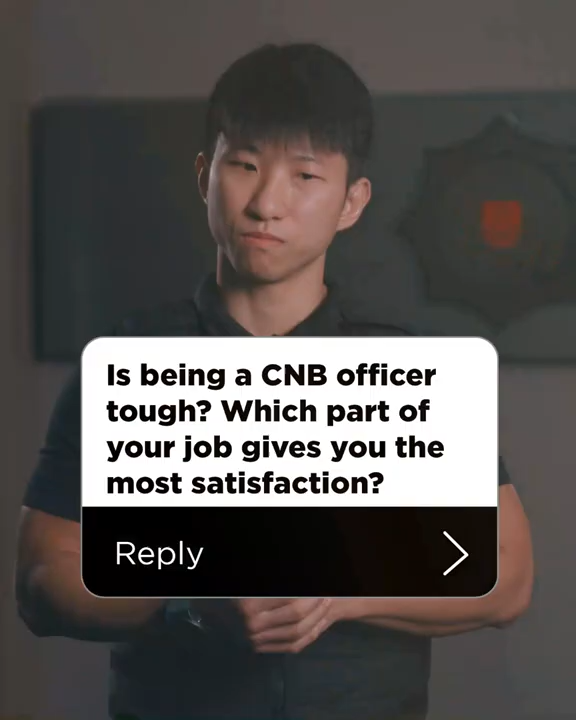 Is being a CNB officer
tough? Which part of
your job gives you the
most satisfaction?
Reply